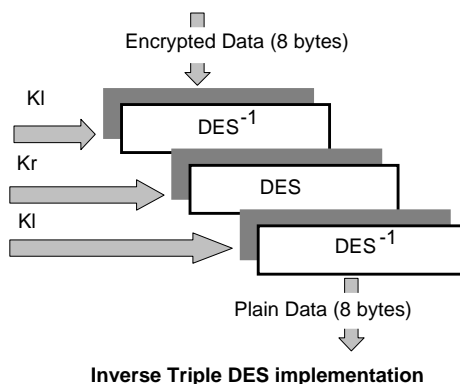 Encrypted Data (8 bytes)
Kl
DES-1
Kr
DES
Kl
DES-1
Plain Data (8 bytes)
Inverse Triple DES implementation